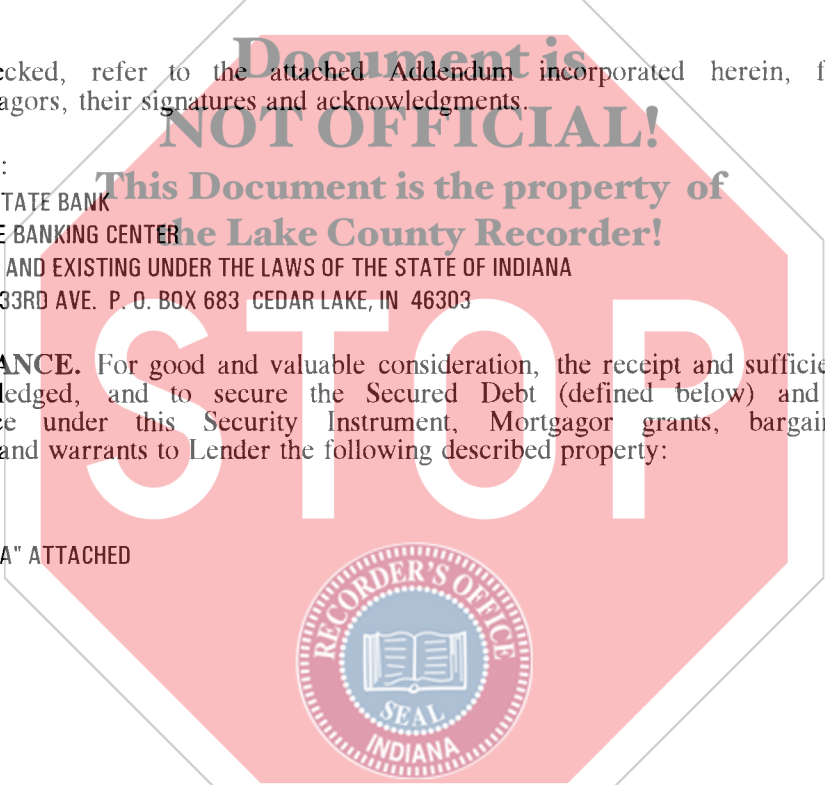 Document is
ecked, refer to the attached Addendum incorporated herein, f
agors, their signatures and acknowledgments.
NOT OFFICIAL!
:
This Document is the property of
TATE BANK
the Lake County Recorder!
E BANKING CENTER
AND EXISTING UNDER THE LAWS OF THE STATE OF INDIANA
33RD AVE. P. O. BOX 683 CEDAR LAKE, IN 46303
STOP
ANCE. For good and valuable consideration, the receipt and sufficie
ledged, and to secure the Secured Debt (defined below) and
ce under this Security Instrument, Mortgagor grants, bargain
and warrants to Lender the following described property:
A" ATTACHED
RECORDER'S OFFICE
SEAL
INDIANA